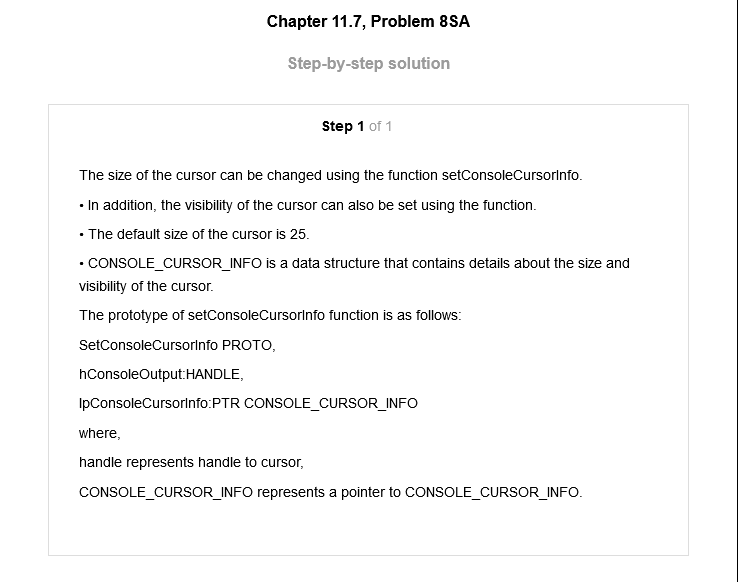 Chapter 11.7, Problem 8SA
Step-by-step solution
Step 1 of 1
The size of the cursor can be changed using the function setConsoleCursorInfo.
• In addition, the visibility of the cursor can also be set using the function.
• The default size of the cursor is 25.
• CONSOLE_CURSOR_INFO is a data structure that contains details about the size and
visibility of the cursor.
The prototype of setConsoleCursorInfo function is as follows:
SetConsoleCursorInfo PROTO,
hConsoleOutput:HANDLE,
lpConsoleCursorInfo:PTR CONSOLE_CURSOR_INFO
where,
handle represents handle to cursor,
CONSOLE_CURSOR_INFO represents a pointer to CONSOLE_CURSOR_INFO.